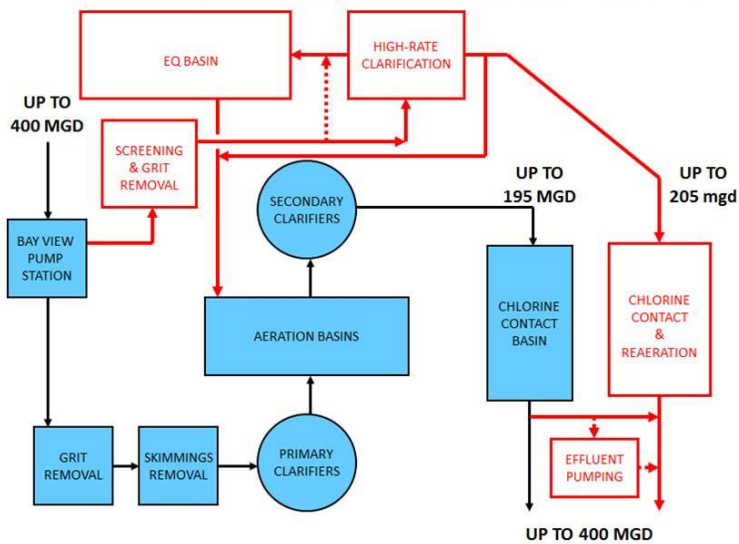 EQ BASIN
HIGH-RATE
CLARIFICATION
UP TO
400 MGD
SCREENING
& GRIT
REMOVAL
SECONDARY
CLARIFIERS
UP TO
195 MGD
UP TO
205 mgd
BAY VIEW
PUMP
STATION
AERATION BASINS
CHLORINE
CONTACT
BASIN
CHLORINE
CONTACT
&
REAERATION
GRIT
REMOVAL
SKIMMINGS
REMOVAL
PRIMARY
CLARIFIERS
EFFLUENT
PUMPING
UP TO 400 MGD